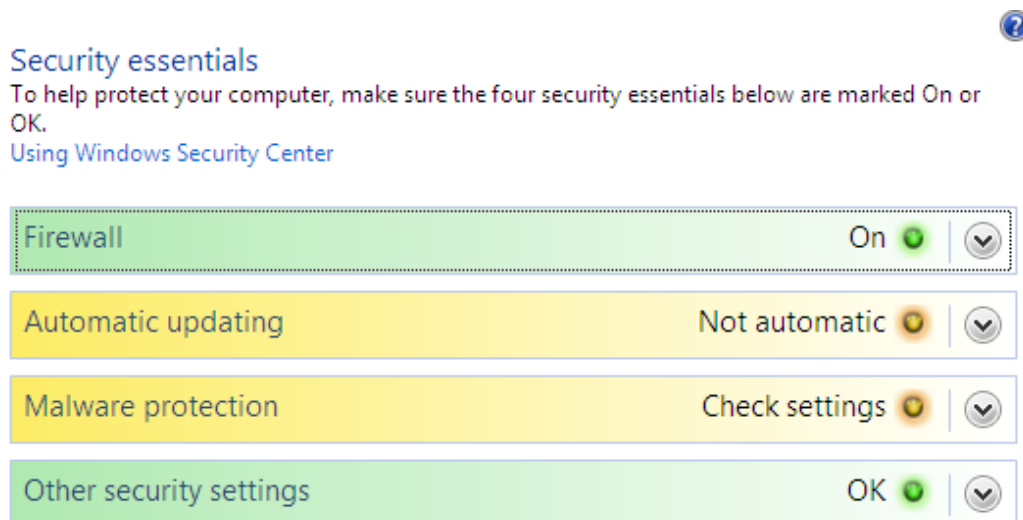 ?
Security essentials
To help protect your computer, make sure the four security essentials below are marked On or
OK.
Using Windows Security Center
Firewall On
Automatic updating Not automatic
Malware protection Check settings
Other security settings OK